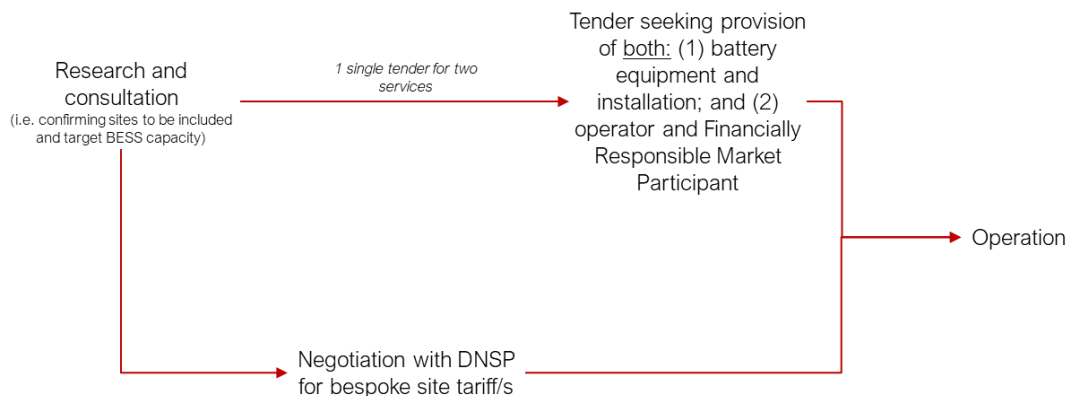 Research and
consultation
(i.e. confirming sites to be included
and target BESS capacity)
1 single tender for two
services
Tender seeking provision
of both: (1) battery
equipment and
installation; and (2)
operator and Financially
Responsible Market
Participant
Operation
Negotiation with DNSP
for bespoke site tariff/s